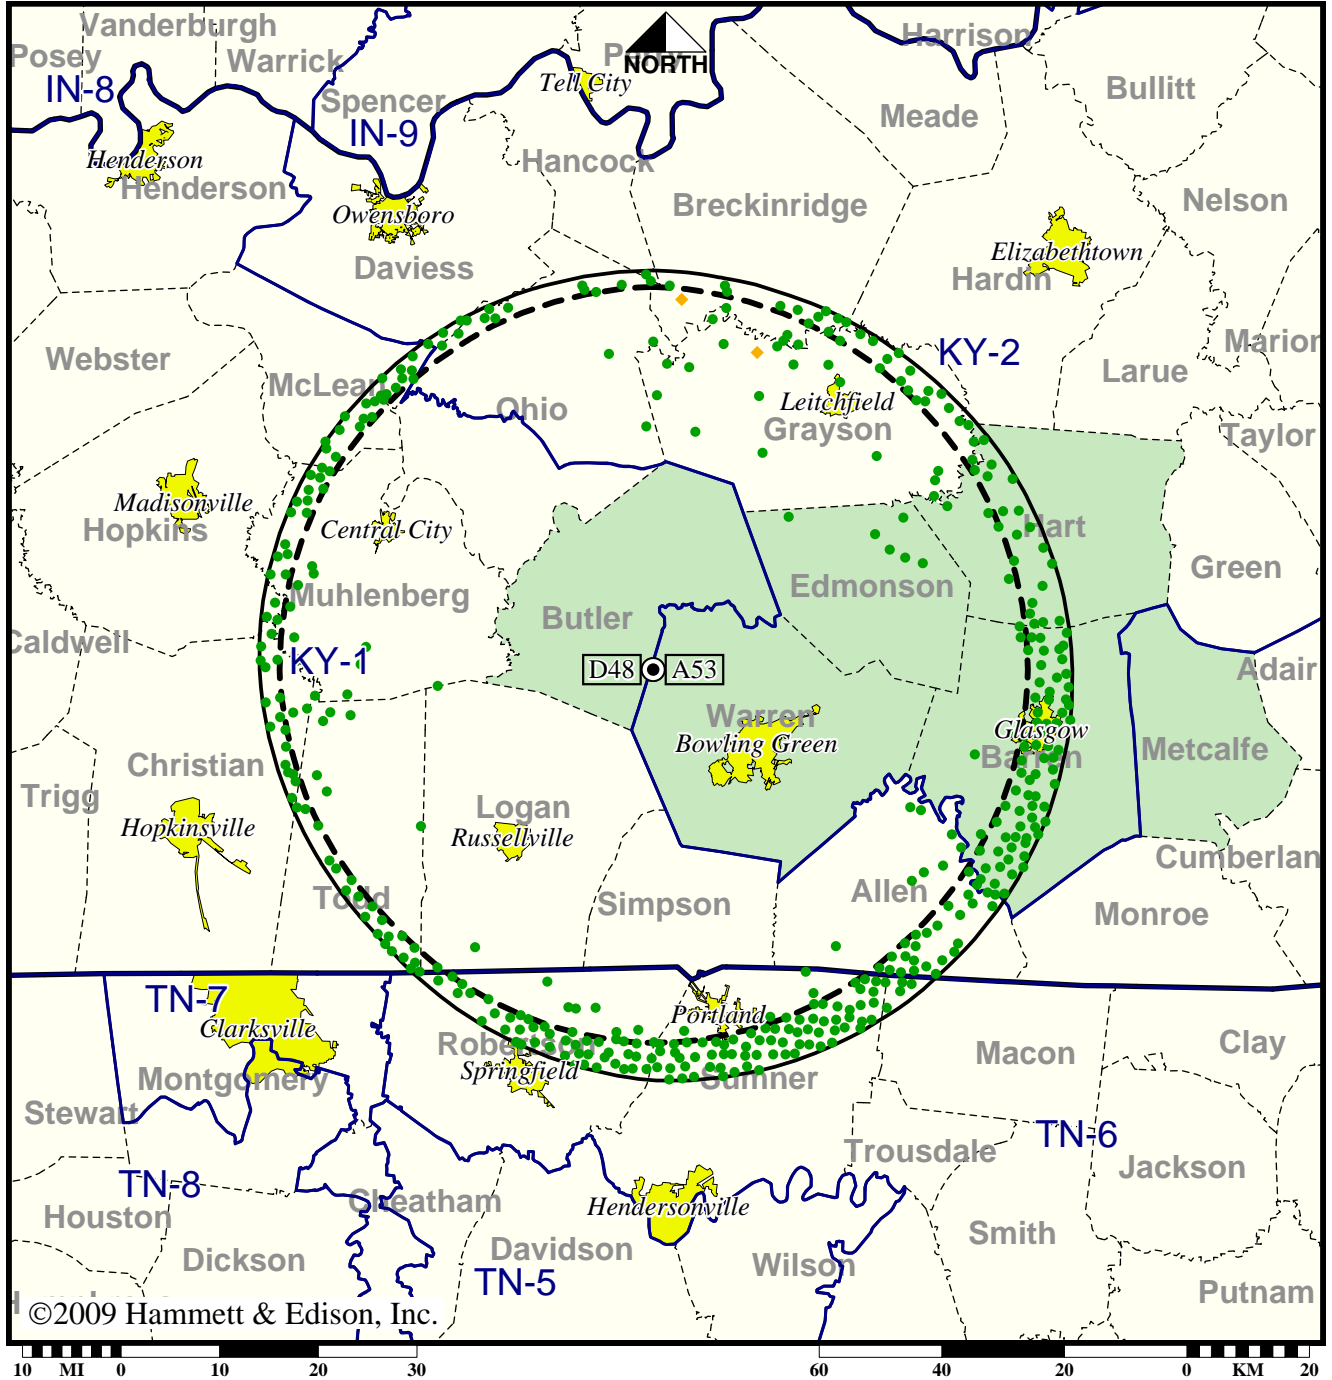 Vanderburgh
Posey
Warrick
IN-8
Spencer
IN-9
NORTH
Tell City
Harrison
Bullitt
Meade
Henderson
Henderson
Hancock
Owensboro
Daviess
Breckinridge
Nelson
Elizabethtown
Hardin
Webster
McLean
Ohio
KY-2
Marion
Larue
Leitchfield
Grayson
Taylor
Madisonville
Hopkins
Central City
Hart
Green
Muhlenberg
Butler
Edmonson
Caldwell
KY-1
D48
A53
Adair
Warren
Bowling Green
Glasgow
Barren
Metcalfe
Christian
Trigg
Hopkinsville
Logan
Russellville
Cumberlan
Todd
Simpson
Allen
Monroe
TN-7
Clarksville
Portland
Robertson
Springfield
Sumner
Macon
Clay
Montgomery
Stewart
TN-6
Trousdale
Jackson
TN-8
Houston
Cheatham
Hendersonville
Smith
Dickson
Davidson
TN-5
Wilson
Putnam
©2009 Hammett & Edison, Inc.
10 MI 0 10 20 30
60 40 20 0 KM 20